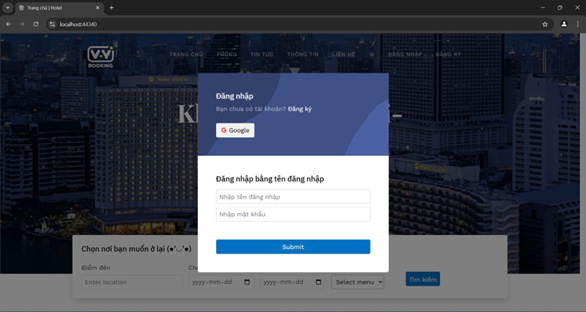 Trang chủ | Hotel
localhost:44340
V-V
BOOKING
TRANG CHỦ PHÒNG TIN TỨC THÔNG TIN LIÊN HỆ ĐĂNG NHẬP ĐĂNG KÝ
Đăng nhập
Bạn chưa có tài khoản? Đăng ký
Google
Đăng nhập bằng tên đăng nhập
Nhập tên đăng nhập
Nhập mật khẩu
Submit
Chọn nơi bạn muốn ở lại (●'◡'●)
Điểm đến
Enter location
yyyy-mm-dd yyyy-mm-dd Select menu Tìm kiếm